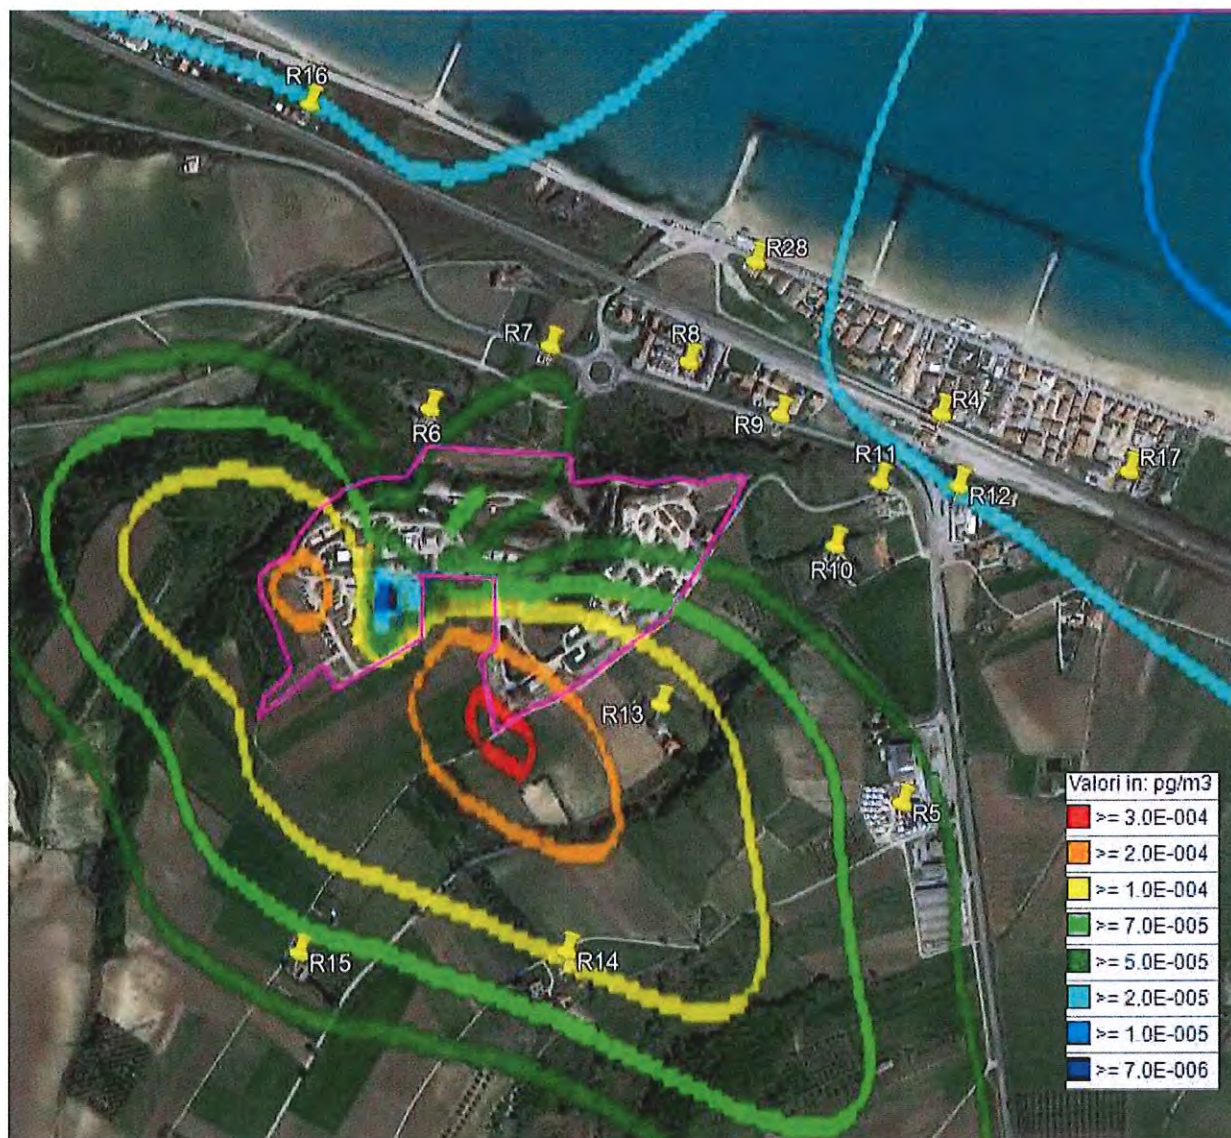 R16
R28
R7
R8
R6
R9
R4
R11
R17
R12
R10
R13
R5
R15
R14
Valori in: pg/m3
>= 3.0E-004
>= 2.0E-004
>= 1.0E-004
>= 7.0E-005
>= 5.0E-005
>= 2.0E-005
>= 1.0E-005
>= 7.0E-006